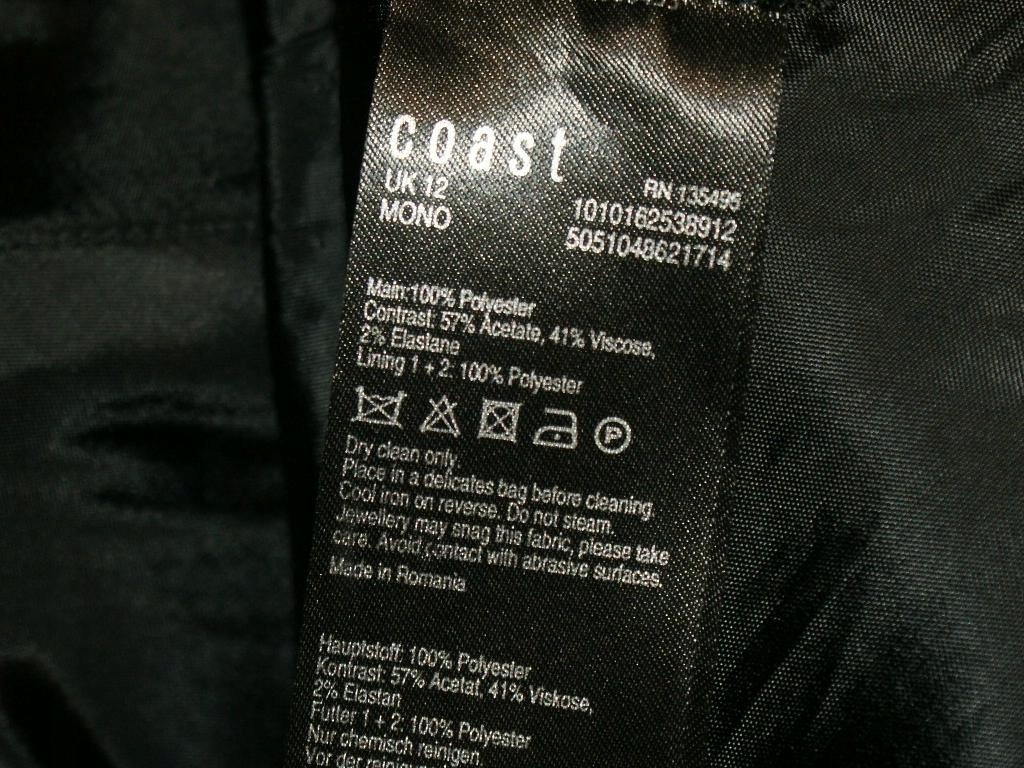 coast
UK 12
MONO
RN 135495
1010162538912
5051048621714
Main:100% Polyester
Contrast: 57% Acetate, 41% Viscose,
2% Elastane
Lining 1 + 2: 100% Polyester
P
Dry clean only.
Place in a delicates bag before cleaning.
Cool iron on reverse. Do not steam.
Jewellery may snag this fabric, please take
care. Avoid contact with abrasive surfaces.
Made in Romania
Hauptstoff: 100% Polyester
Kontrast: 57% Acetat, 41% Viskose,
2% Elastan
Futter 1 + 2: 100% Polyester
Nur chemisch reinigen.
Vor der